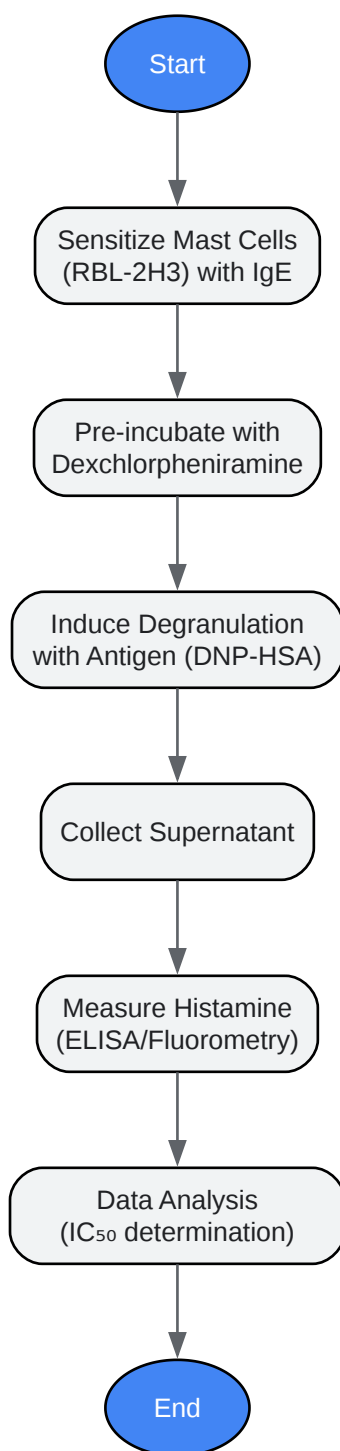 Start
Sensitize Mast Cells
(RBL-2H3) with IgE
Pre-incubate with
Dexchlorpheniramine
Induce Degranulation
with Antigen (DNP-HSA)
Collect Supernatant
Measure Histamine
(ELISA/Fluorometry)
Data Analysis
(IC₅₀ determination)
End